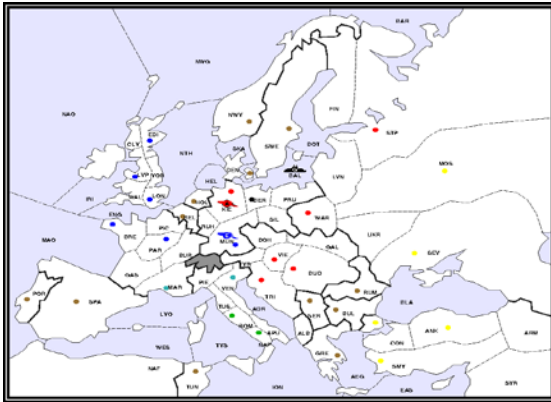 BAR
NWG
NAO
FIN
NWY
SWE
STP
EDI
CLY
SKA
BOT
MOS
NTH
LVP YOR
DEN
BAL
LVN
HEL
IRI
WAL
LON
HOL
KIE
BER
PRU
WAR
ENG
BEL
SIL
RUH
UKR
PIC
BRE
MUN
BOH
GAL
MAO
PAR
BUR
VIE
SEV
GAS
BUD
MAR
PIE
VEN
TRI
RUM
POR
SPA
TUS
ADR
SER
BUL
BLA
LYO
ROM
APU
ALB
ANK
ARM
WES
TYS
NAP
CON
GRE
SMY
NAF
AEG
SYR
TUN
ION
EAS